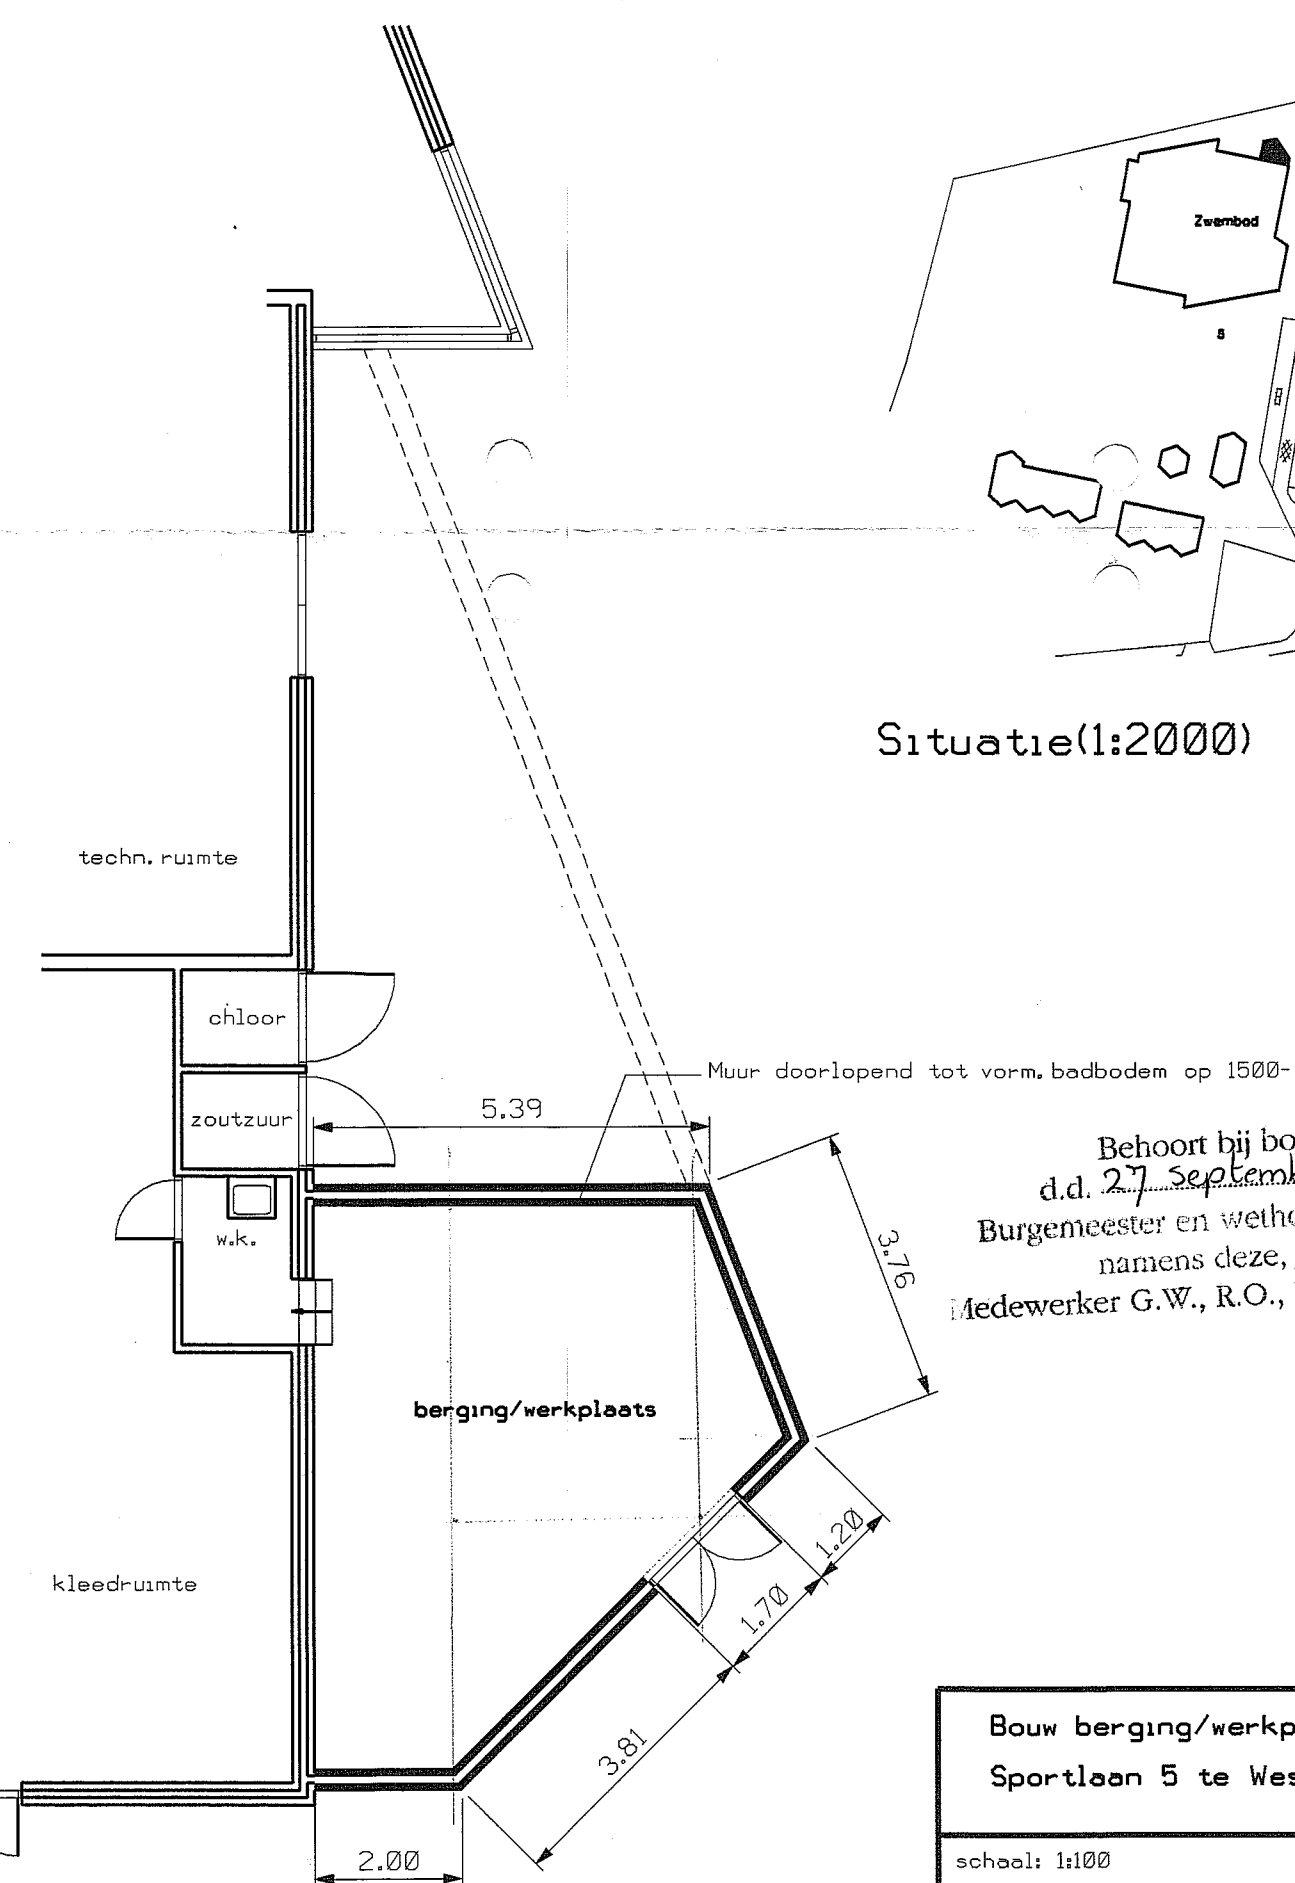 Zwembad
5
Situatie(1:2000)
techn. ruimte
chloor
zoutzuur
w.k.
Muur doorlopend tot vorm. badbodem op 1500-
5.39
3.76
Behoort bij bo
d.d. 27 Septemb
Burgemeester en wetho
namens deze,
Medewerker G.W., R.O.,
berging/werkplaats
kleedruimte
1.20
1.70
3.81
2.00
Bouw berging/werkp
Sportlaan 5 te Wes
schaal: 1:100